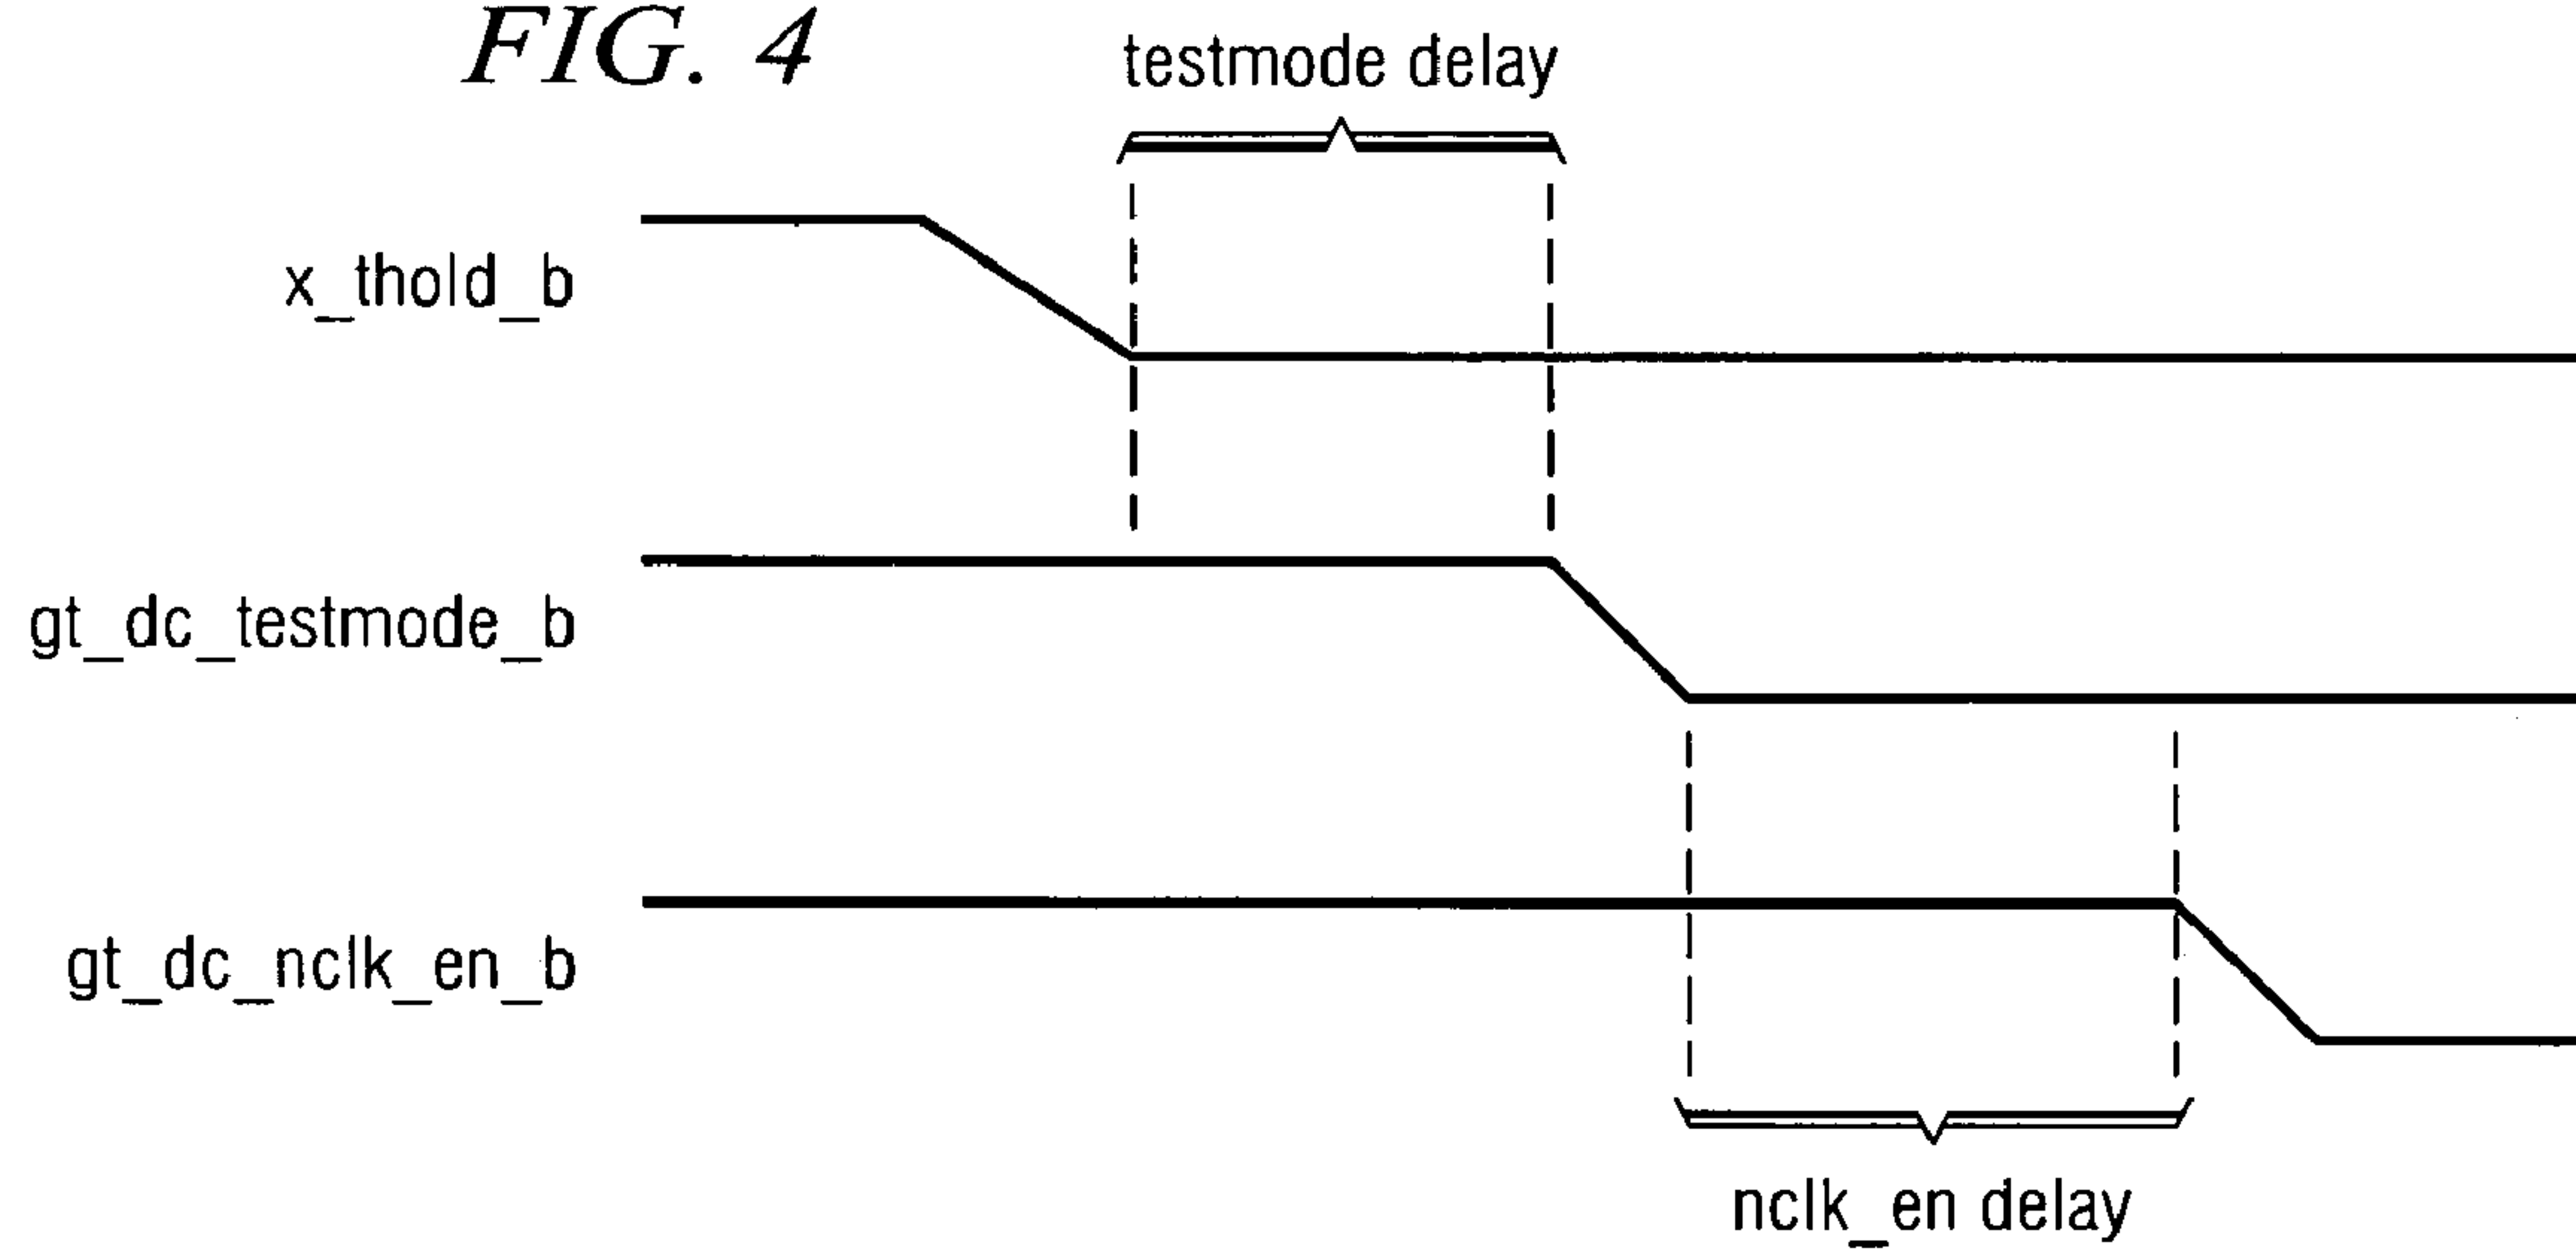 FIG. 4
testmode delay
x_thold_b
gt_dc_testmode_b
gt_dc_nclk_en_b
nclk_en delay